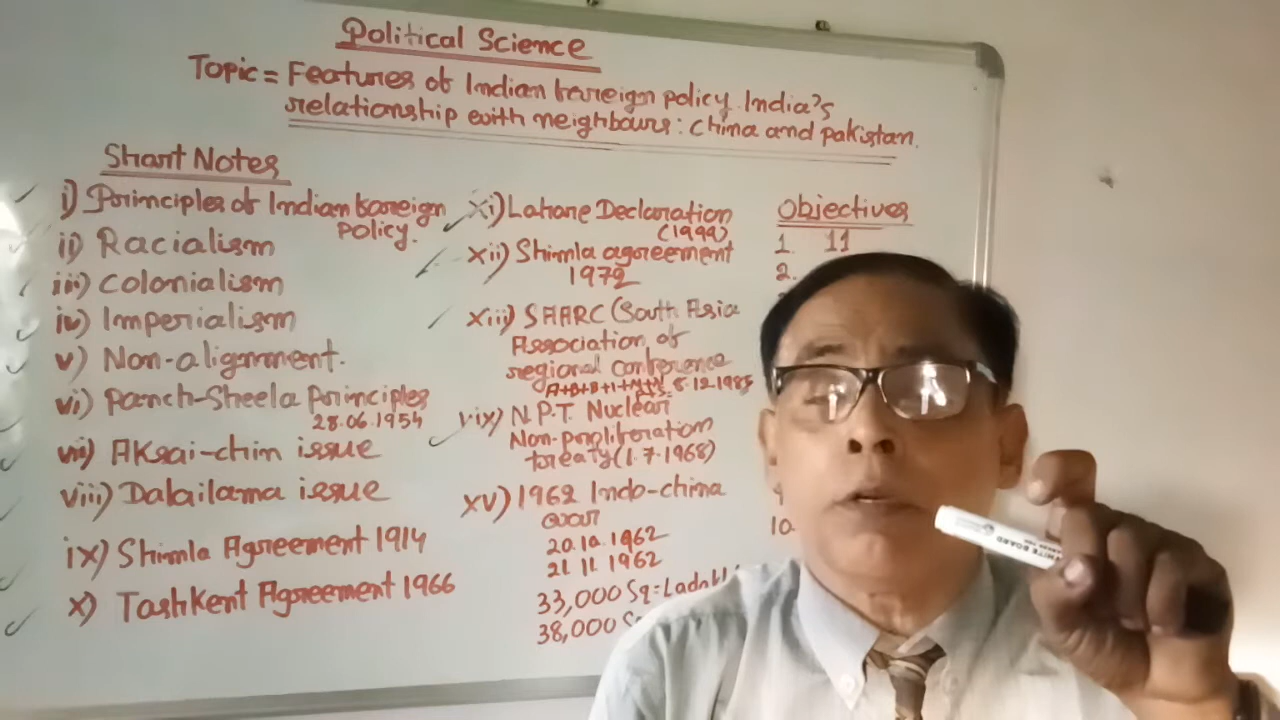 Political Science
Topic = Features of Indian foreign policy. India's
relationship with neighbours: China and pakistan.
Short Notes
i) Principles of Indian foreign
policy.
ii) Racialism
iii) Colonialism
iv) Imperialism
v) Non-alignment.
vi) Panch-Sheela Principles
28.06.1954
vii) Aksai-chin issue
viii) Dalailama issue
ix) Shimla Agreement 1914
x) Tashkent Agreement 1966
xi) Lahore Declaration
(1999)
xii) Shimla agreement
1972
xiii) SAARC (South Asia
Association of
regional conference
8.12.1985
xix) N.P.T. Nuclear
Non-proliferation
treaty (1.7.1968)
xv) 1962 Indo-china
war
20.10.1962
21.11.1962
33,000 Sq=
38,000
Objectives
1. 11
2.
10.
WHITE BOARD